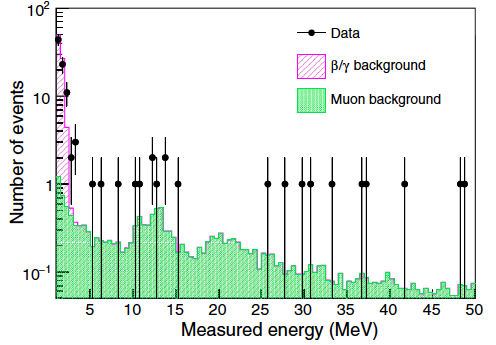 10²
10
1
10⁻¹
Number of events
Data
β/γ background
Muon background
5 10 15 20 25 30 35 40 45 50
Measured energy (MeV)